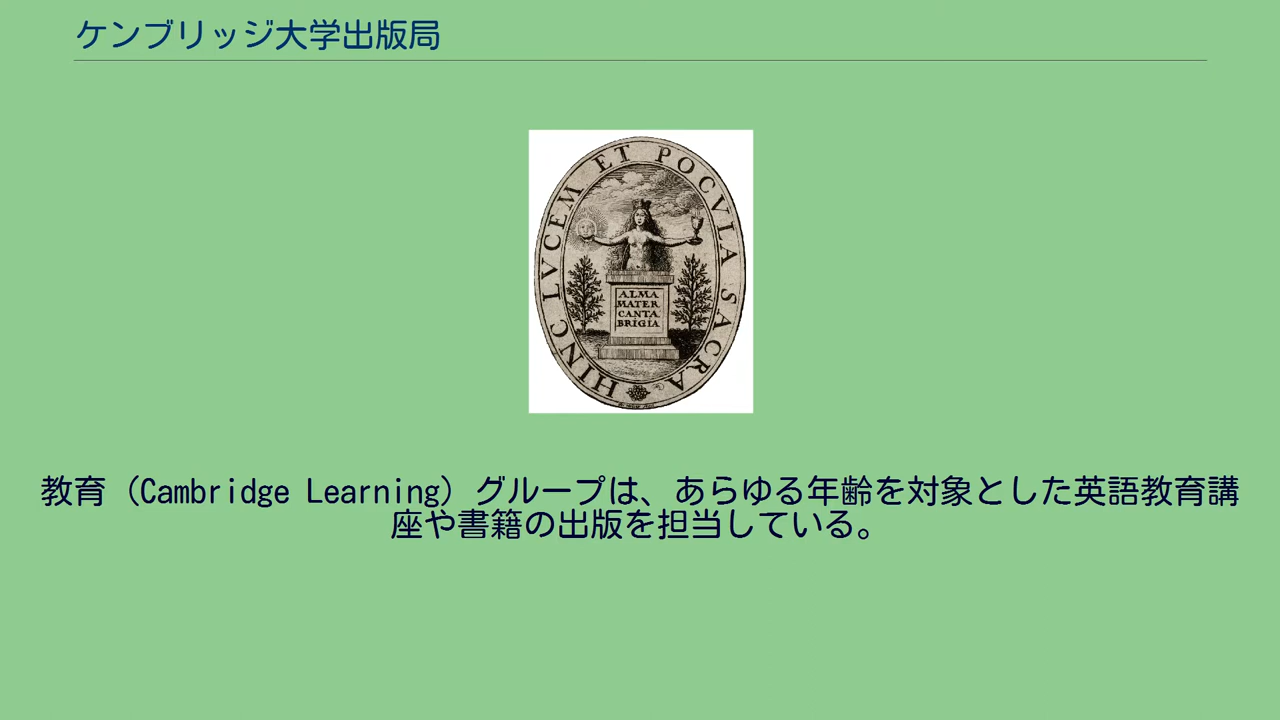 ケンブリッジ大学出版局
HINC LVCEM ET POCVLA SACRA
ALMA
MATER
CANTA
BRIGIA
教育（Cambridge Learning）グループは、あらゆる年齢を対象とした英語教育講
座や書籍の出版を担当している。